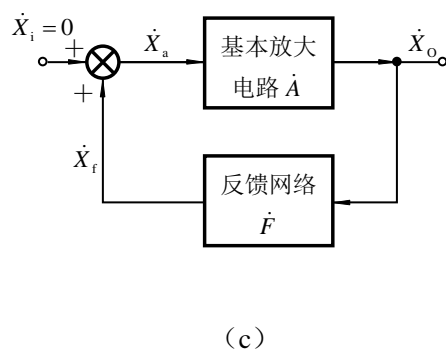 Ẋi = 0
+
+
Ẋa
基本放大
电路 Ȧ
ẊO
Ẋf
反馈网络
Ḟ
（c）